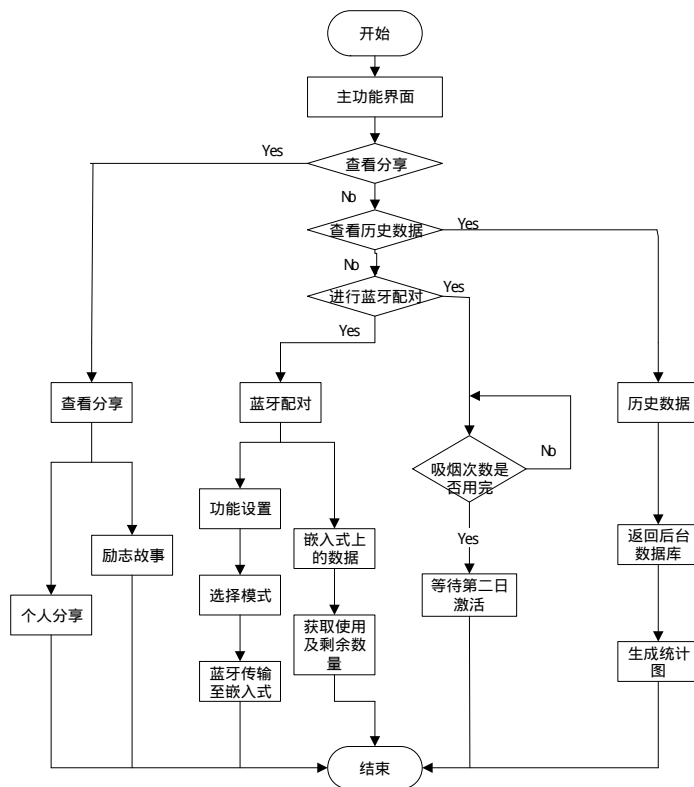 开始
主功能界面
Yes
查看分享
No
查看历史数据
Yes
No
进行蓝牙配对
Yes
Yes
查看分享
蓝牙配对
历史数据
吸烟次数是
否用完
No
功能设置
嵌入式上
的数据
Yes
返回后台
数据库
励志故事
选择模式
等待第二日
激活
个人分享
获取使用
及剩余数
量
蓝牙传输
至嵌入式
生成统计
图
结束